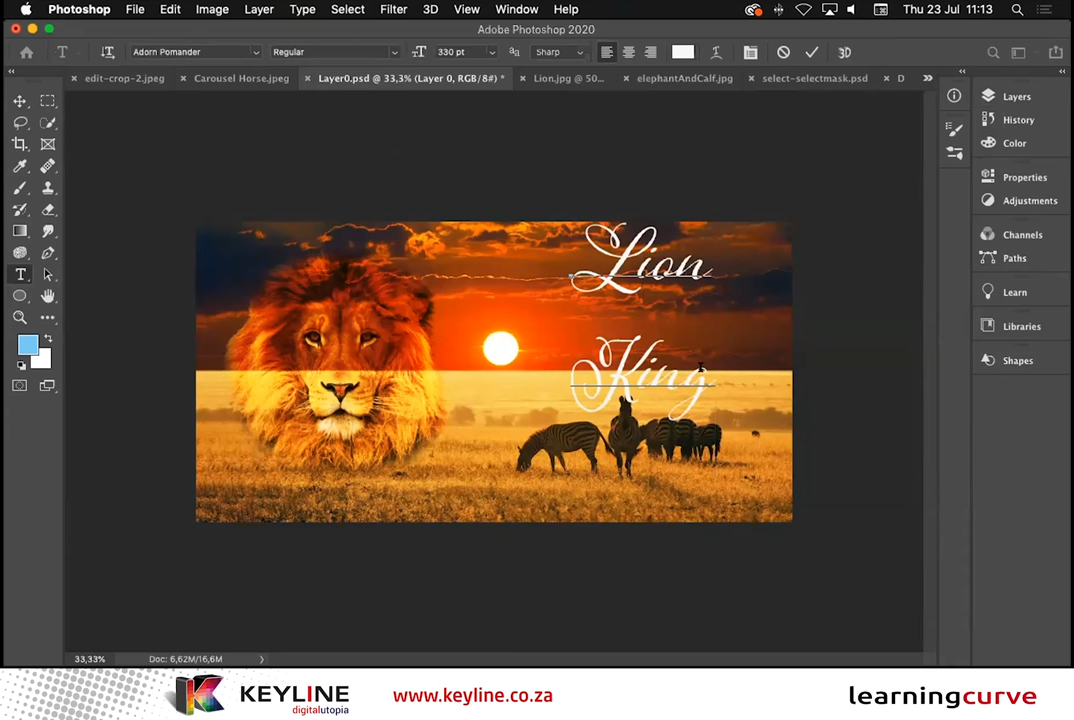 Photoshop File Edit Image Layer Type Select Filter 3D View Window Help Thu 23 Jul 11:13
Adobe Photoshop 2020
T Adorn Pomander Regular 330 pt Sharp 3D
× edit-crop-2.jpeg × Carousel Horse.jpeg × Layer0.psd @ 33,3% (Layer 0, RGB/8#) * × Lion.jpg @ 50... × elephantAndCalf.jpg × select-selectmask.psd × D »
Layers
History
Color
Properties
Adjustments
Channels
Paths
Learn
Libraries
Shapes
Lion
King
33,33% Doc: 6,62M/16,6M
KEYLINE
digitalutopia
www.keyline.co.za
learningcurve